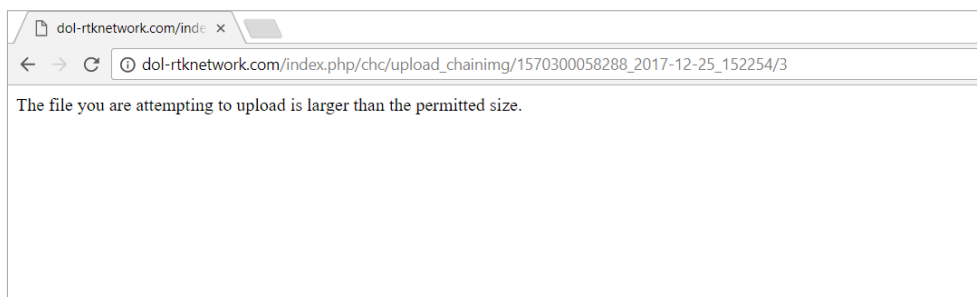 dol-rtknetwork.com/inde
dol-rtknetwork.com/index.php/chc/upload_chainimg/1570300058288_2017-12-25_152254/3
The file you are attempting to upload is larger than the permitted size.